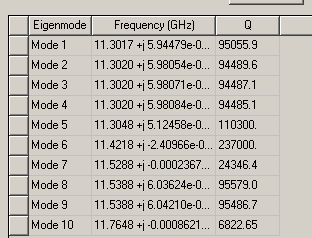 Eigenmode Frequency (GHz) Q
Mode 1 11.3017 +j 5.94479e-0... 95055.9
Mode 2 11.3020 +j 5.98054e-0... 94489.6
Mode 3 11.3020 +j 5.98071e-0... 94487.1
Mode 4 11.3020 +j 5.98084e-0... 94485.1
Mode 5 11.3048 +j 5.12458e-0... 110300.
Mode 6 11.4218 +j -2.40966e-0... 237000.
Mode 7 11.5288 +j -0.0002367... 24346.4
Mode 8 11.5388 +j 6.03624e-0... 95579.0
Mode 9 11.5388 +j 6.04210e-0... 95486.7
Mode 10 11.7648 +j -0.0008621... 6822.65